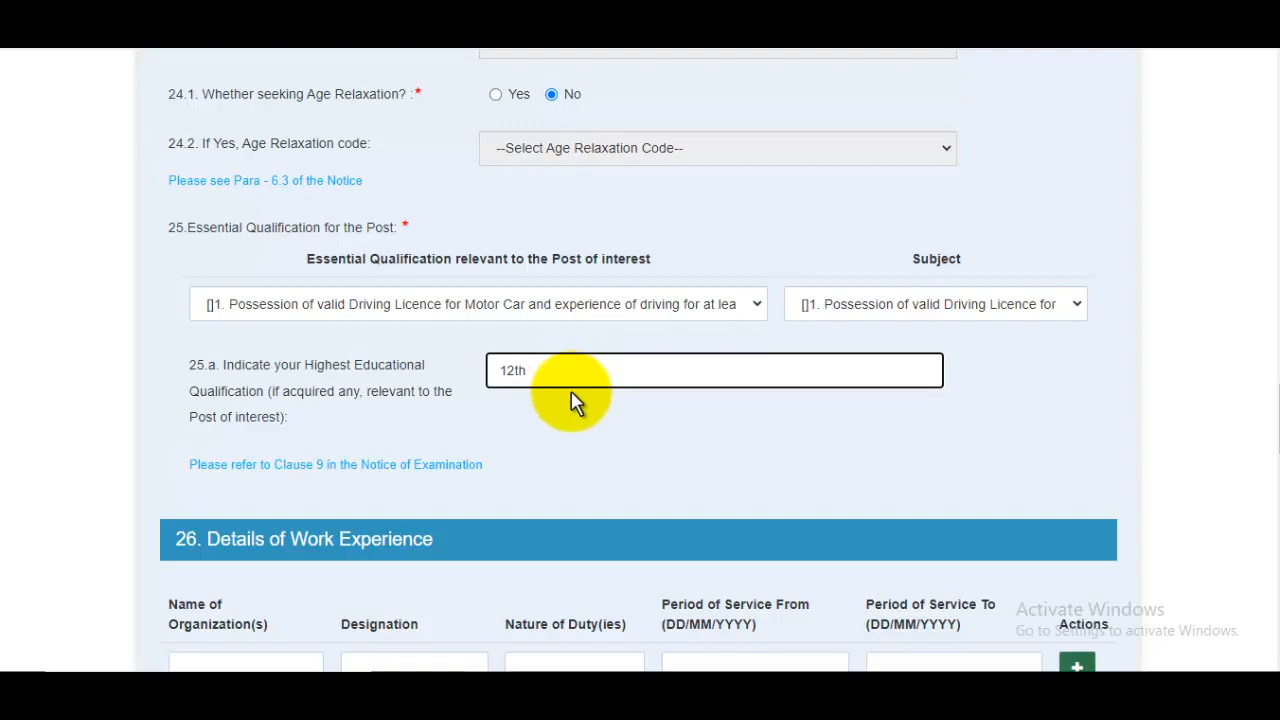 24.1. Whether seeking Age Relaxation? :* Yes No
24.2. If Yes, Age Relaxation code: --Select Age Relaxation Code--
Please see Para - 6.3 of the Notice
25.Essential Qualification for the Post: *
Essential Qualification relevant to the Post of interest Subject
[]1. Possession of valid Driving Licence for Motor Car and experience of driving for at lea []1. Possession of valid Driving Licence for
25.a. Indicate your Highest Educational 12th
Qualification (if acquired any, relevant to the
Post of interest):
Please refer to Clause 9 in the Notice of Examination
26. Details of Work Experience
Name of Organization(s) Designation Nature of Duty(ies) Period of Service From (DD/MM/YYYY) Period of Service To (DD/MM/YYYY) Actions
+
Activate Windows
Go to Settings to activate Windows.